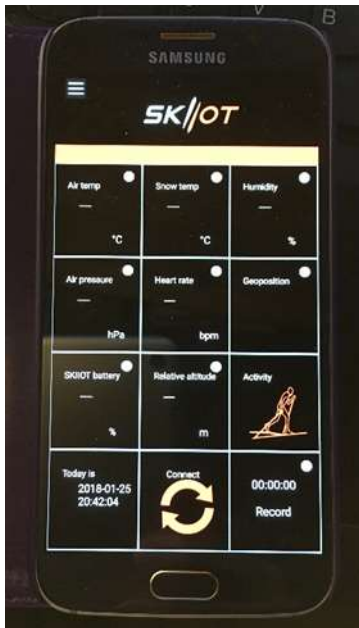 B
SAMSUNG
SKIIOT
Air temp
—
°C
Snow temp
—
°C
Humidity
—
%
Air pressure
—
hPa
Heart rate
—
bpm
Geoposition
SKIIOT battery
—
%
Relative altitude
—
m
Activity
Today is
2018-01-25
20:42:04
Connect
00:00:00
Record